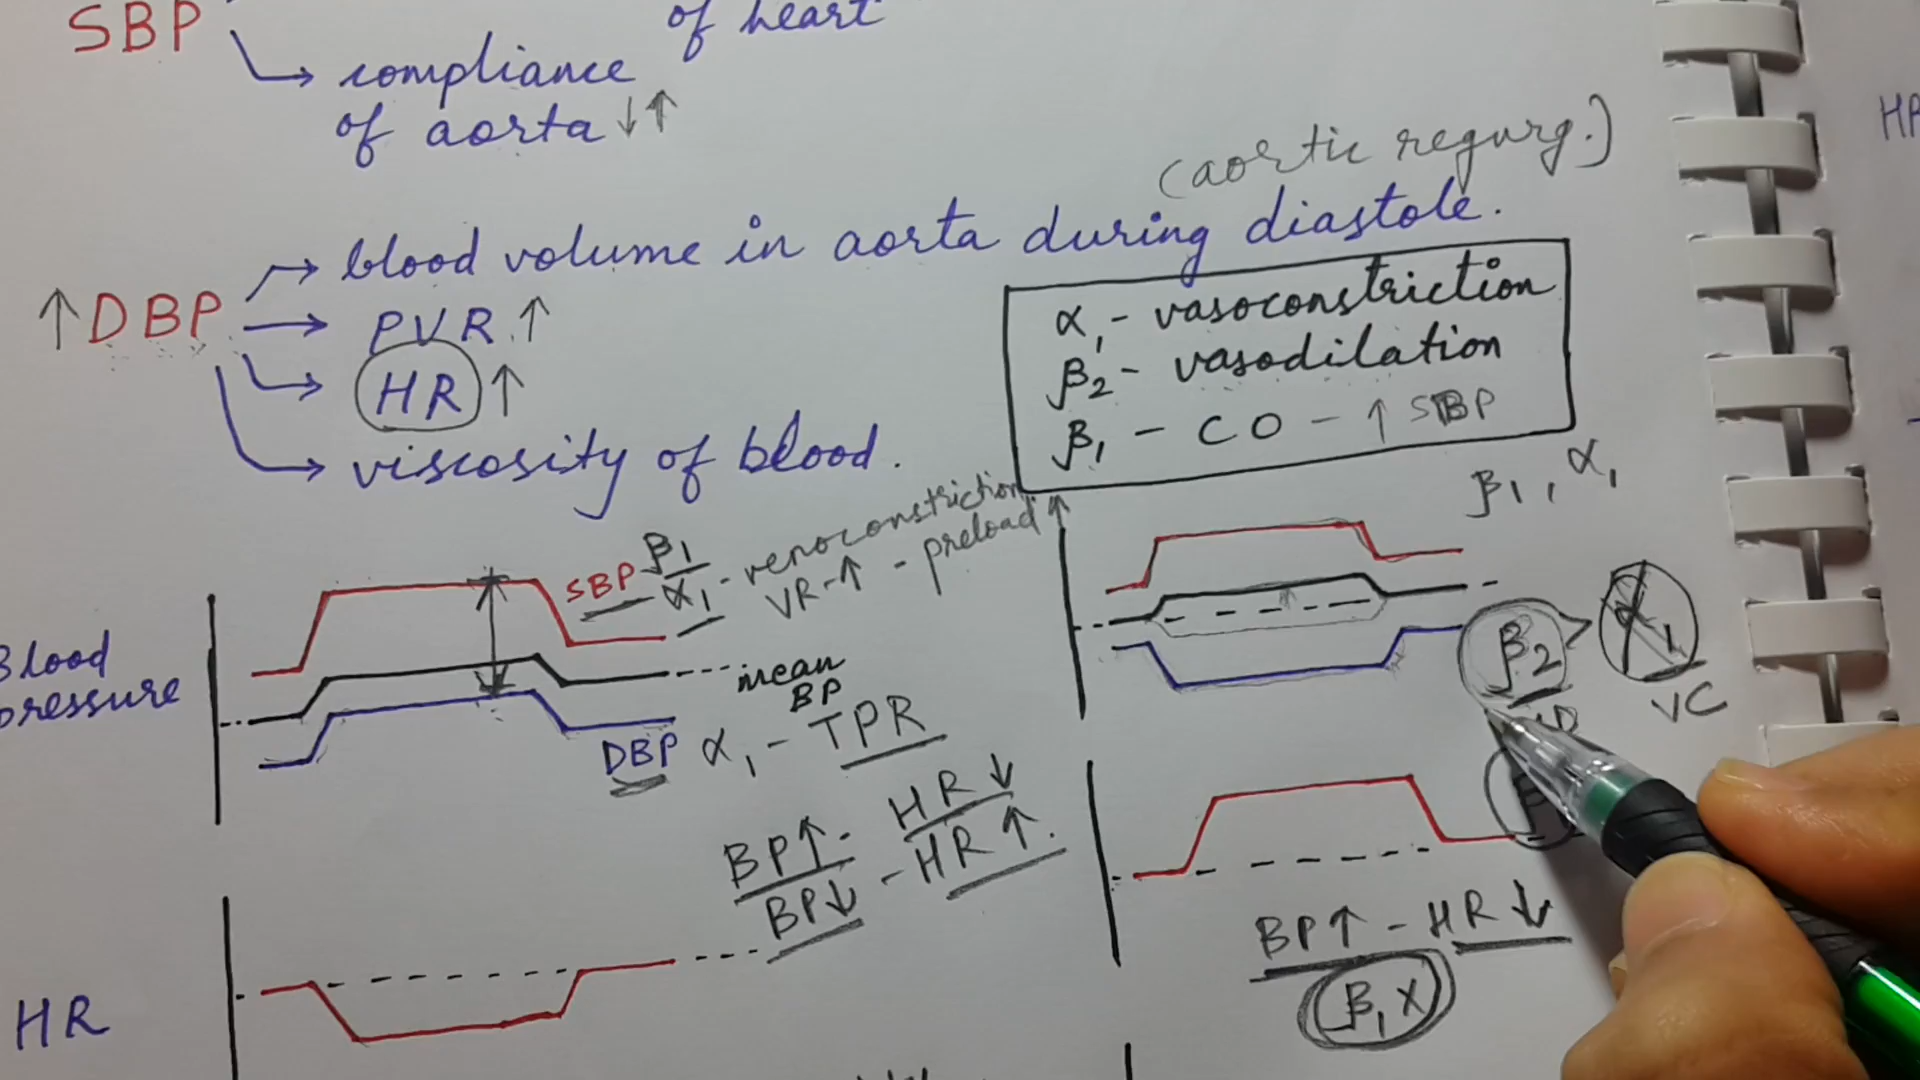 SBP
of heart
compliance
of aorta ↓↑
(aortic regurg.)
blood volume in aorta during diastole.
↑DBP
PVR ↑
HR ↑
viscosity of blood.
α1 - vasoconstriction
β2 - vasodilation
β1 - CO - ↑ SBP
β1, α1
SBP
β1
α1 - venoconstriction
VR-↑ - preload ↑
mean
BP
DBP
α1 - TPR
Blood
pressure
β2
α1
VC
BP↑ - HR↓
BP↓ - HR↑.
BP↑ - HR↓
β1 X
HR
HR